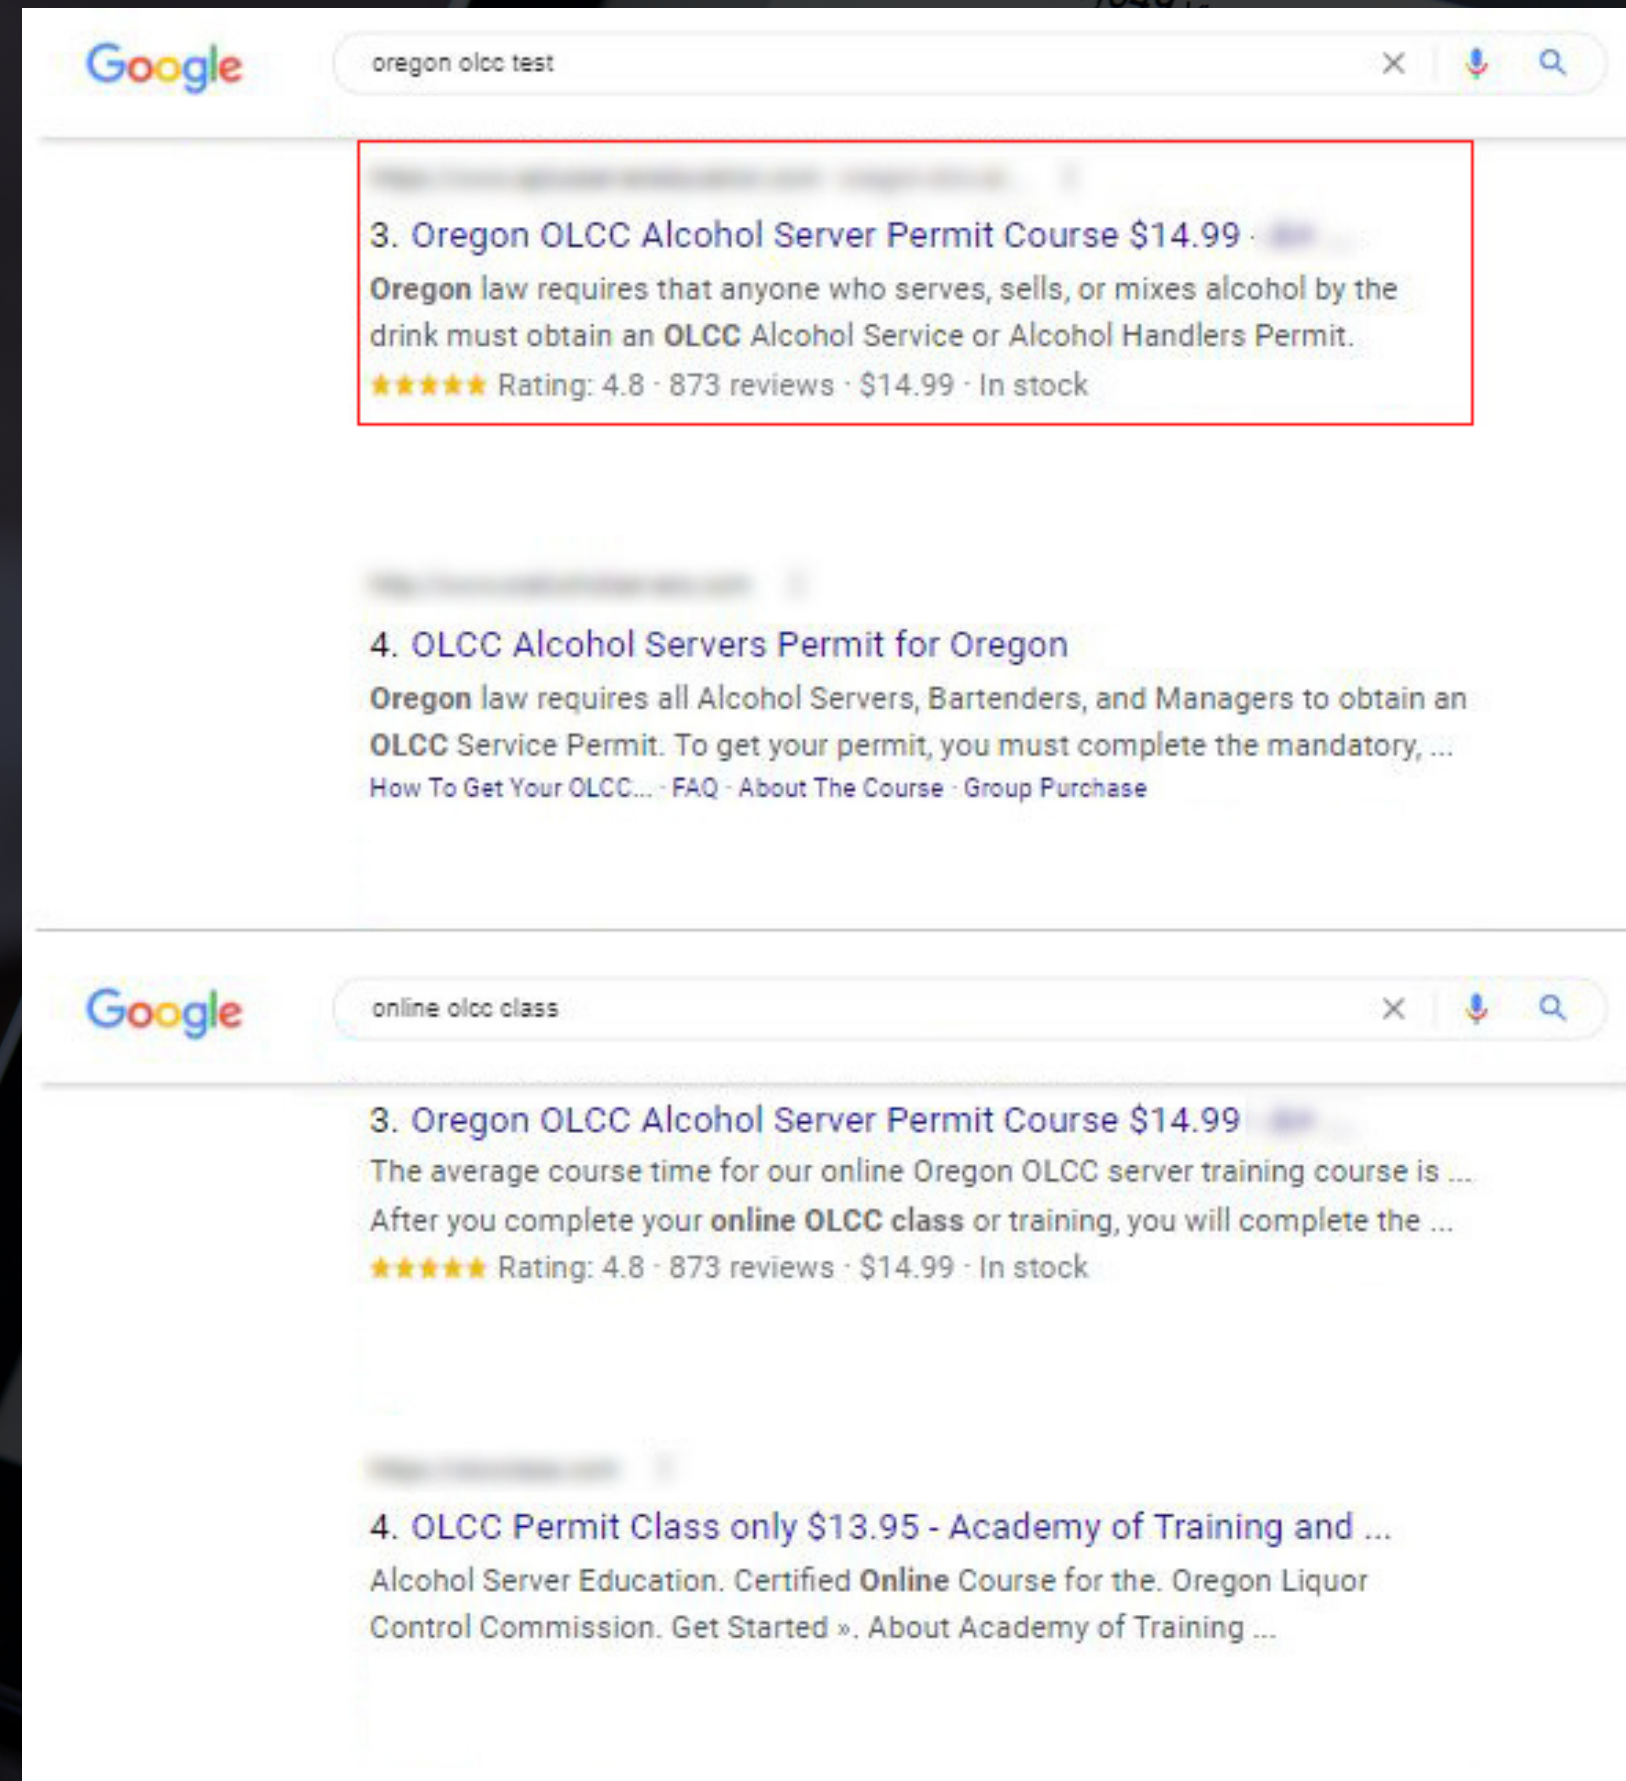 Google
oregon olcc test
3. Oregon OLCC Alcohol Server Permit Course $14.99 ·
Oregon law requires that anyone who serves, sells, or mixes alcohol by the
drink must obtain an OLCC Alcohol Service or Alcohol Handlers Permit.
Rating: 4.8 · 873 reviews · $14.99 · In stock
4. OLCC Alcohol Servers Permit for Oregon
Oregon law requires all Alcohol Servers, Bartenders, and Managers to obtain an
OLCC Service Permit. To get your permit, you must complete the mandatory, ...
How To Get Your OLCC... · FAQ · About The Course · Group Purchase
Google
online olcc class
3. Oregon OLCC Alcohol Server Permit Course $14.99
The average course time for our online Oregon OLCC server training course is ...
After you complete your online OLCC class or training, you will complete the ...
Rating: 4.8 · 873 reviews · $14.99 · In stock
4. OLCC Permit Class only $13.95 - Academy of Training and ...
Alcohol Server Education. Certified Online Course for the. Oregon Liquor
Control Commission. Get Started ». About Academy of Training ...